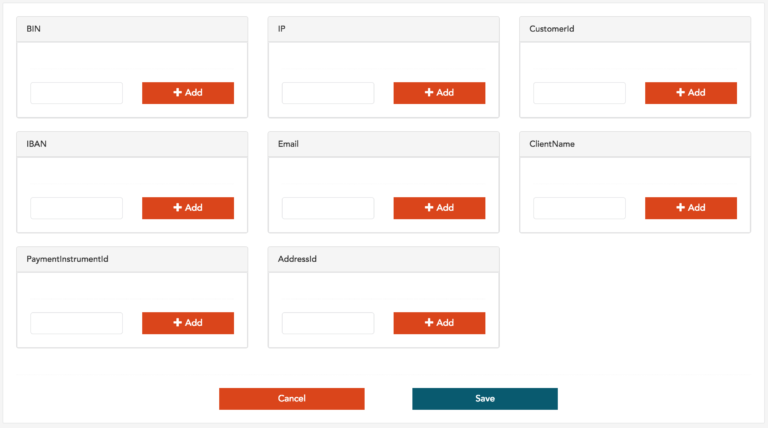 BIN
IP
CustomerId
Add
Add
Add
IBAN
Email
ClientName
Add
Add
Add
PaymentInstrumentId
AddressId
Add
Add
Cancel
Save